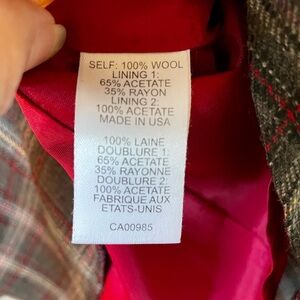 SELF: 100% WOOL
LINING 1:
65% ACETATE
35% RAYON
LINING 2:
100% ACETATE
MADE IN USA
100% LAINE
DOUBLURE 1:
65% ACETATE
35% RAYONNE
DOUBLURE 2:
100% ACETATE
FABRIQUE AUX
ETATS-UNIS
CA00985